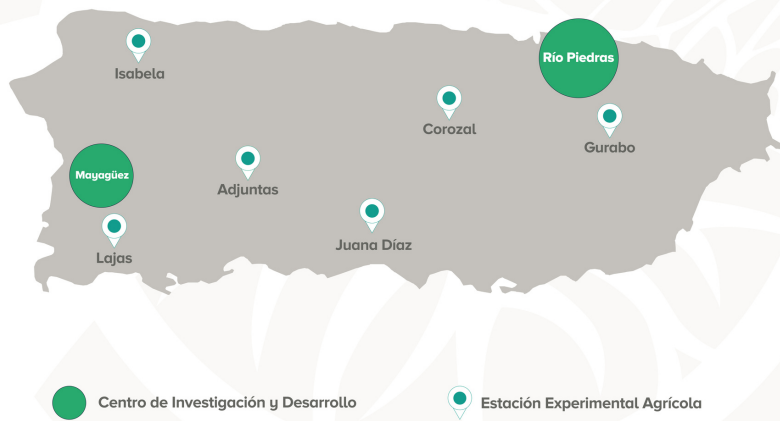 Río Piedras
Isabela
Corozal
Gurabo
Mayagüez
Adjuntas
Juana Díaz
Lajas
Centro de Investigación y Desarrollo
Estación Experimental Agrícola